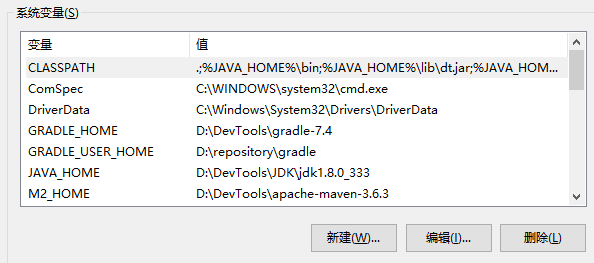 系统变量(S)
变量 值
CLASSPATH .;%JAVA_HOME%\bin;%JAVA_HOME%\lib\dt.jar;%JAVA_HOM...
ComSpec C:\WINDOWS\system32\cmd.exe
DriverData C:\Windows\System32\Drivers\DriverData
GRADLE_HOME D:\DevTools\gradle-7.4
GRADLE_USER_HOME D:\repository\gradle
JAVA_HOME D:\DevTools\JDK\jdk1.8.0_333
M2_HOME D:\DevTools\apache-maven-3.6.3
新建(W)... 编辑(I)... 删除(L)